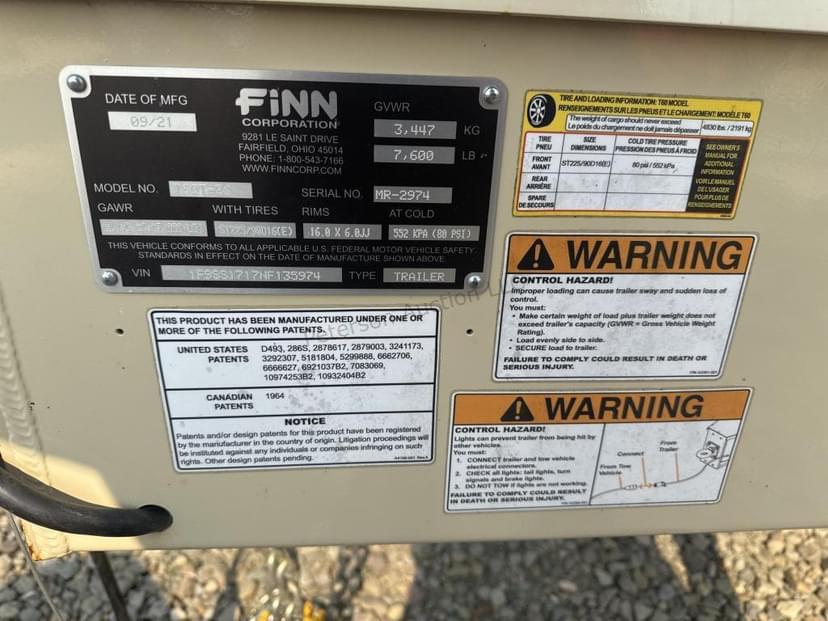 DATE OF MFG
09/21
FiNN
CORPORATION
9281 LE SAINT DRIVE
FAIRFIELD, OHIO 45014
PHONE: 1-800-543-7166
WWW.FINNCORP.COM
GVWR
3,447 KG
7,600 LB
MODEL NO.
SERIAL NO. MR-2974
GAWR WITH TIRES RIMS AT COLD
ST225/90D16(E) 16.0 X 6.0JJ 552 KPA (80 PSI)
THIS VEHICLE CONFORMS TO ALL APPLICABLE U.S. FEDERAL MOTOR VEHICLE SAFETY
STANDARDS IN EFFECT ON THE DATE OF MANUFACTURE SHOWN ABOVE.
VIN 1F9SS1717NF135974 TYPE TRAILER
TIRE AND LOADING INFORMATION: T60 MODEL
RENSEIGNEMENTS SUR LES PNEUS ET LE CHARGEMENT: MODÈLE T60
The weight of cargo should never exceed
Le poids du chargement ne doit jamais dépasser
4830 lbs. / 2191 kg
TIRE PNEU
SIZE DIMENSIONS
COLD TIRE PRESSURE
PRESSION DES PNEUS À FROID
FRONT AVANT
ST225/90D16(E)
80 psi / 552 kPa
REAR ARRIÈRE
SPARE DE SECOURS
SEE OWNER'S
MANUAL FOR
ADDITIONAL
INFORMATION
VOIR LE MANUEL
DE L'USAGER
POUR PLUS DE
RENSEIGNEMENTS
WARNING
CONTROL HAZARD!
Improper loading can cause trailer sway and sudden loss of
control.
You must:
• Make certain weight of load plus trailer weight does not
exceed trailer's capacity (GVWR = Gross Vehicle Weight
Rating).
• Load evenly side to side.
• SECURE load to trailer.
FAILURE TO COMPLY COULD RESULT IN DEATH OR
SERIOUS INJURY.
THIS PRODUCT HAS BEEN MANUFACTURED UNDER ONE OR
MORE OF THE FOLLOWING PATENTS.
UNITED STATES
PATENTS
D493, 286S, 2878617, 2879003, 3241173,
3292307, 5181804, 5299888, 6662706,
6666627, 6921037B2, 7083069,
10974253B2, 10932404B2
CANADIAN
PATENTS
1964
NOTICE
Patents and/or design patents for this product have been registered
by the manufacturer in the country of origin. Litigation proceedings will
be instituted against any individuals or companies infringing on such
rights. Other design patents pending.
WARNING
CONTROL HAZARD!
Lights can prevent trailer from being hit by
other vehicles.
You must:
1. CONNECT trailer and tow vehicle
electrical connectors.
2. CHECK all lights: tail lights, turn
signals and brake lights.
3. DO NOT TOW if lights are not working.
FAILURE TO COMPLY COULD RESULT
IN DEATH OR SERIOUS INJURY.
Connect
From
Trailer
From Tow
Vehicle
Peterson Auction